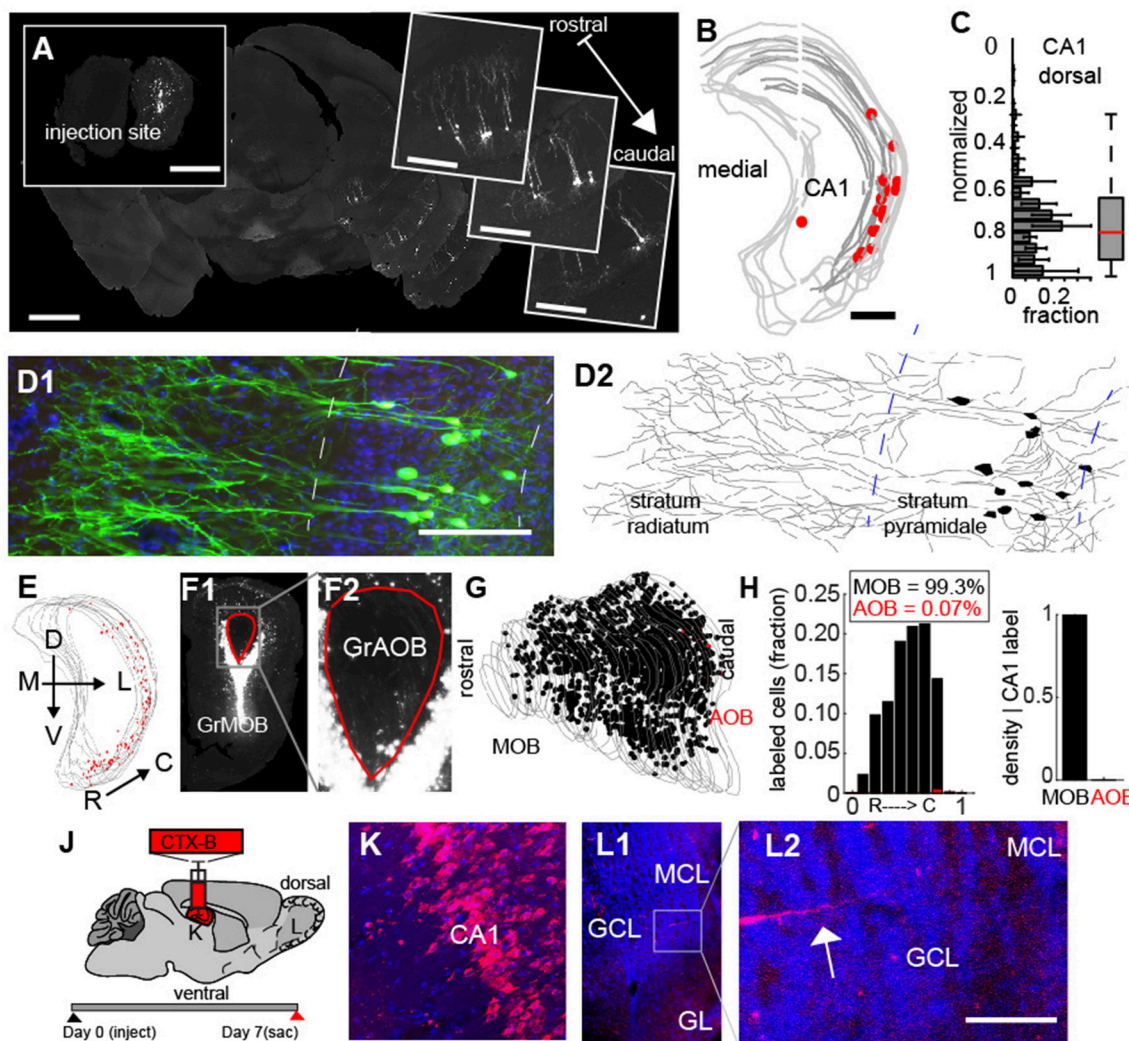 A
injection site
rostral
caudal
B
medial
CA1
C
CA1
dorsal
normalized
0
0.2
0.4
0.6
0.8
1
0 0.2
fraction
D1
D2
stratum
radiatum
stratum
pyramidale
E
D
M
L
V
C
R
F1
GrMOB
F2
GrAOB
G
rostral
caudal
MOB
AOB
H
MOB = 99.3%
AOB = 0.07%
labeled cells (fraction)
0.25
0.20
0.15
0.10
0.05
0
0 R----> C 1
density | CA1 label
1
0.5
0
MOB AOB
J
CTX-B
dorsal
K
L
ventral
Day 0 (inject) Day 7(sac)
K
CA1
L1
MCL
GCL
GL
L2
MCL
GCL